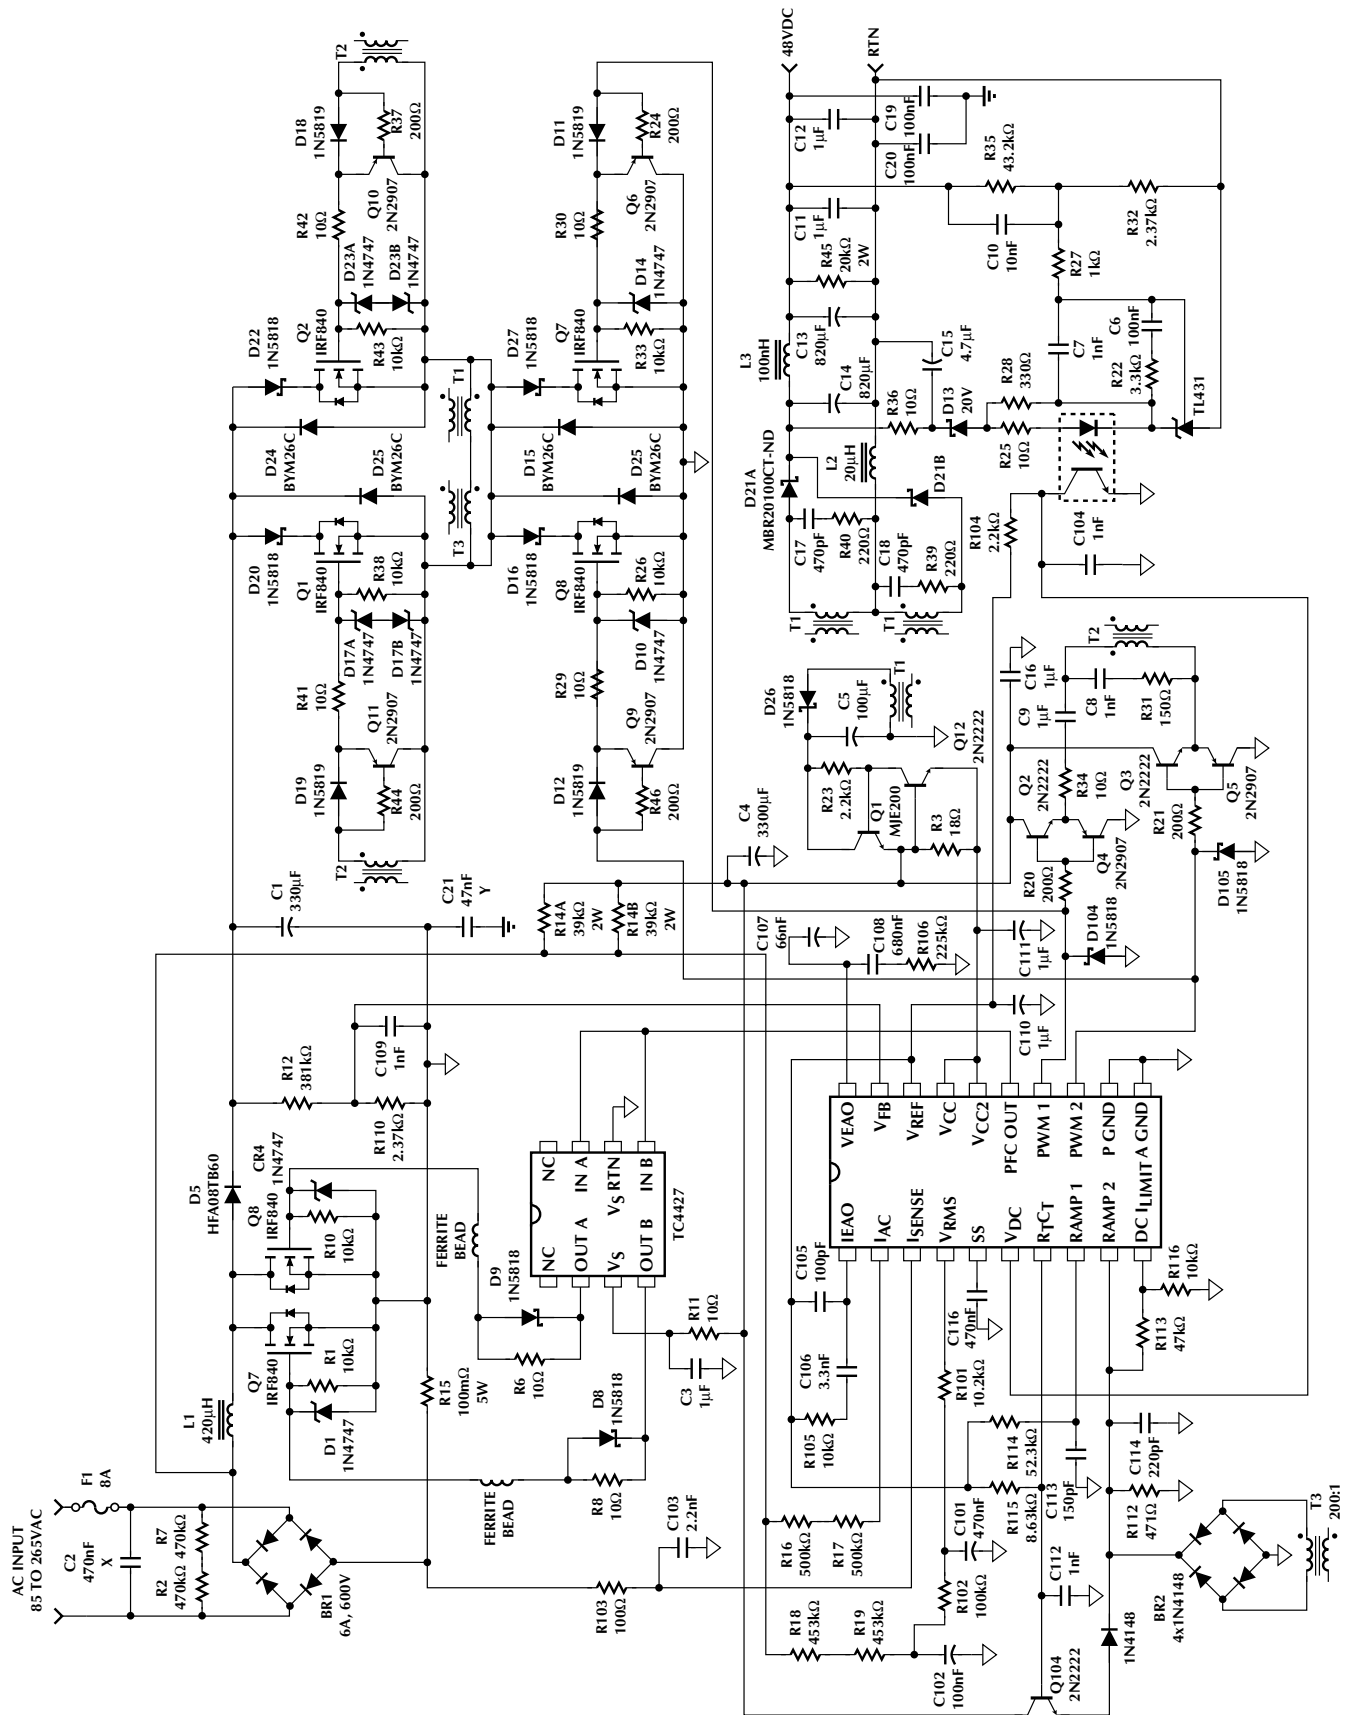 AC INPUT
85 TO 265VAC
F1
8A
C2
470nF
X
R2
470kΩ
R7
470kΩ
BR1
6A, 600V
L1
420µH
Q7
IRF840
Q8
IRF840
CR4
1N4747
D1
1N4747
R1
10kΩ
R10
10kΩ
D5
HFA08TB60
R12
381kΩ
R110
2.37kΩ
C109
1nF
C1
330µF
C21
47nF
Y
R15
100mΩ
5W
FERRITE
BEAD
FERRITE
BEAD
D9
1N5818
R6
10Ω
D8
1N5818
R8
10Ω
NC
OUT A
VS
OUT B
NC
IN A
VS RTN
IN B
TC4427
R11
10Ω
C3
1µF
R103
100Ω
C103
2.2nF
R14A
39kΩ
2W
R14B
39kΩ
2W
D19
1N5819
R44
200Ω
Q11
2N2907
R41
10Ω
D17A
1N4747
D17B
1N4747
R38
10kΩ
Q1
IRF840
D20
1N5818
D25
BYM26C
D24
BYM26C
D22
1N5818
Q2
IRF840
R43
10kΩ
D23A
1N4747
D23B
1N4747
R42
10Ω
Q10
2N2907
D18
1N5819
R37
200Ω
T2
T2
T3
T1
D12
1N5819
R46
200Ω
Q9
2N2907
R29
10Ω
D10
1N4747
R26
10kΩ
Q8
IRF840
D16
1N5818
D25
BYM26C
D15
BYM26C
D27
1N5818
Q7
IRF840
R33
10kΩ
D14
1N4747
R30
10Ω
Q6
2N2907
D11
1N5819
R24
200Ω
C4
3300µF
R23
2.2kΩ
Q1
MJE200
R3
18Ω
Q12
2N2222
D26
1N5818
C5
100µF
T1
T1
T1
D21A
MBR20100CT-ND
D21B
C17
470pF
R40
220Ω
C18
470pF
R39
220Ω
L2
20µH
L3
100nH
C14
820µF
C13
820µF
R45
20kΩ
2W
C11
1µF
C12
1µF
C19
100nF
C20
100nF
48VDC
RTN
R35
43.2kΩ
C10
10nF
R27
1kΩ
R32
2.37kΩ
R36
10Ω
C15
4.7µF
D13
20V
R28
330Ω
R25
10Ω
C7
1nF
C6
100nF
R22
3.3kΩ
TL431
R104
2.2kΩ
C104
1nF
C16
1µF
C9
1µF
C8
1nF
R31
150Ω
T2
Q2
2N2222
R34
10Ω
Q3
2N2222
Q4
2N2907
Q5
2N2907
R20
200Ω
R21
200Ω
D104
1N5818
D105
1N5818
C107
66nF
C108
680nF
R106
225kΩ
C111
1µF
C110
1µF
IEAO
IAC
ISENSE
VRMS
SS
VDC
RTCT
RAMP 1
RAMP 2
DC ILIMIT
VEAO
VFB
VREF
VCC
VCC2
PFC OUT
PWM 1
PWM 2
P GND
A GND
C105
100pF
C106
3.3nF
R105
10kΩ
R16
500kΩ
R17
500kΩ
R18
453kΩ
R19
453kΩ
C102
100nF
R102
100kΩ
C101
470nF
R101
10.2kΩ
C116
470nF
R115
8.63kΩ
R114
52.3kΩ
C113
150pF
C112
1nF
R112
471Ω
C114
220pF
R113
47kΩ
R116
10kΩ
Q104
2N2222
1N4148
BR2
4x1N4148
T3
200:1